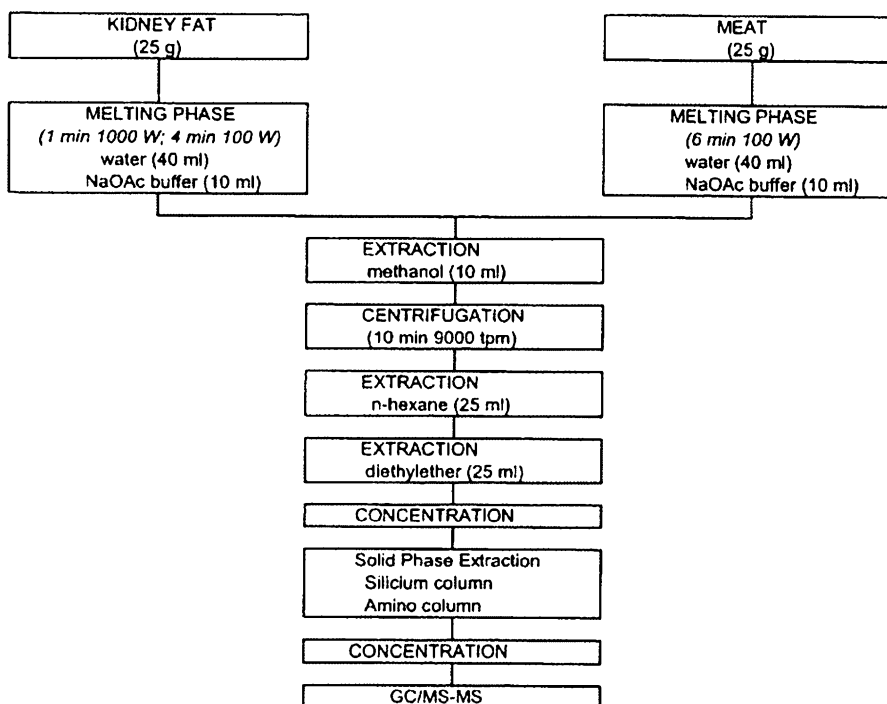 KIDNEY FAT
(25 g)
MEAT
(25 g)
MELTING PHASE
(1 min 1000 W; 4 min 100 W)
water (40 ml)
NaOAc buffer (10 ml)
MELTING PHASE
(6 min 100 W)
water (40 ml)
NaOAc buffer (10 ml)
EXTRACTION
methanol (10 ml)
CENTRIFUGATION
(10 min 9000 tpm)
EXTRACTION
n-hexane (25 ml)
EXTRACTION
diethylether (25 ml)
CONCENTRATION
Solid Phase Extraction
Silicium column
Amino column
CONCENTRATION
GC/MS-MS